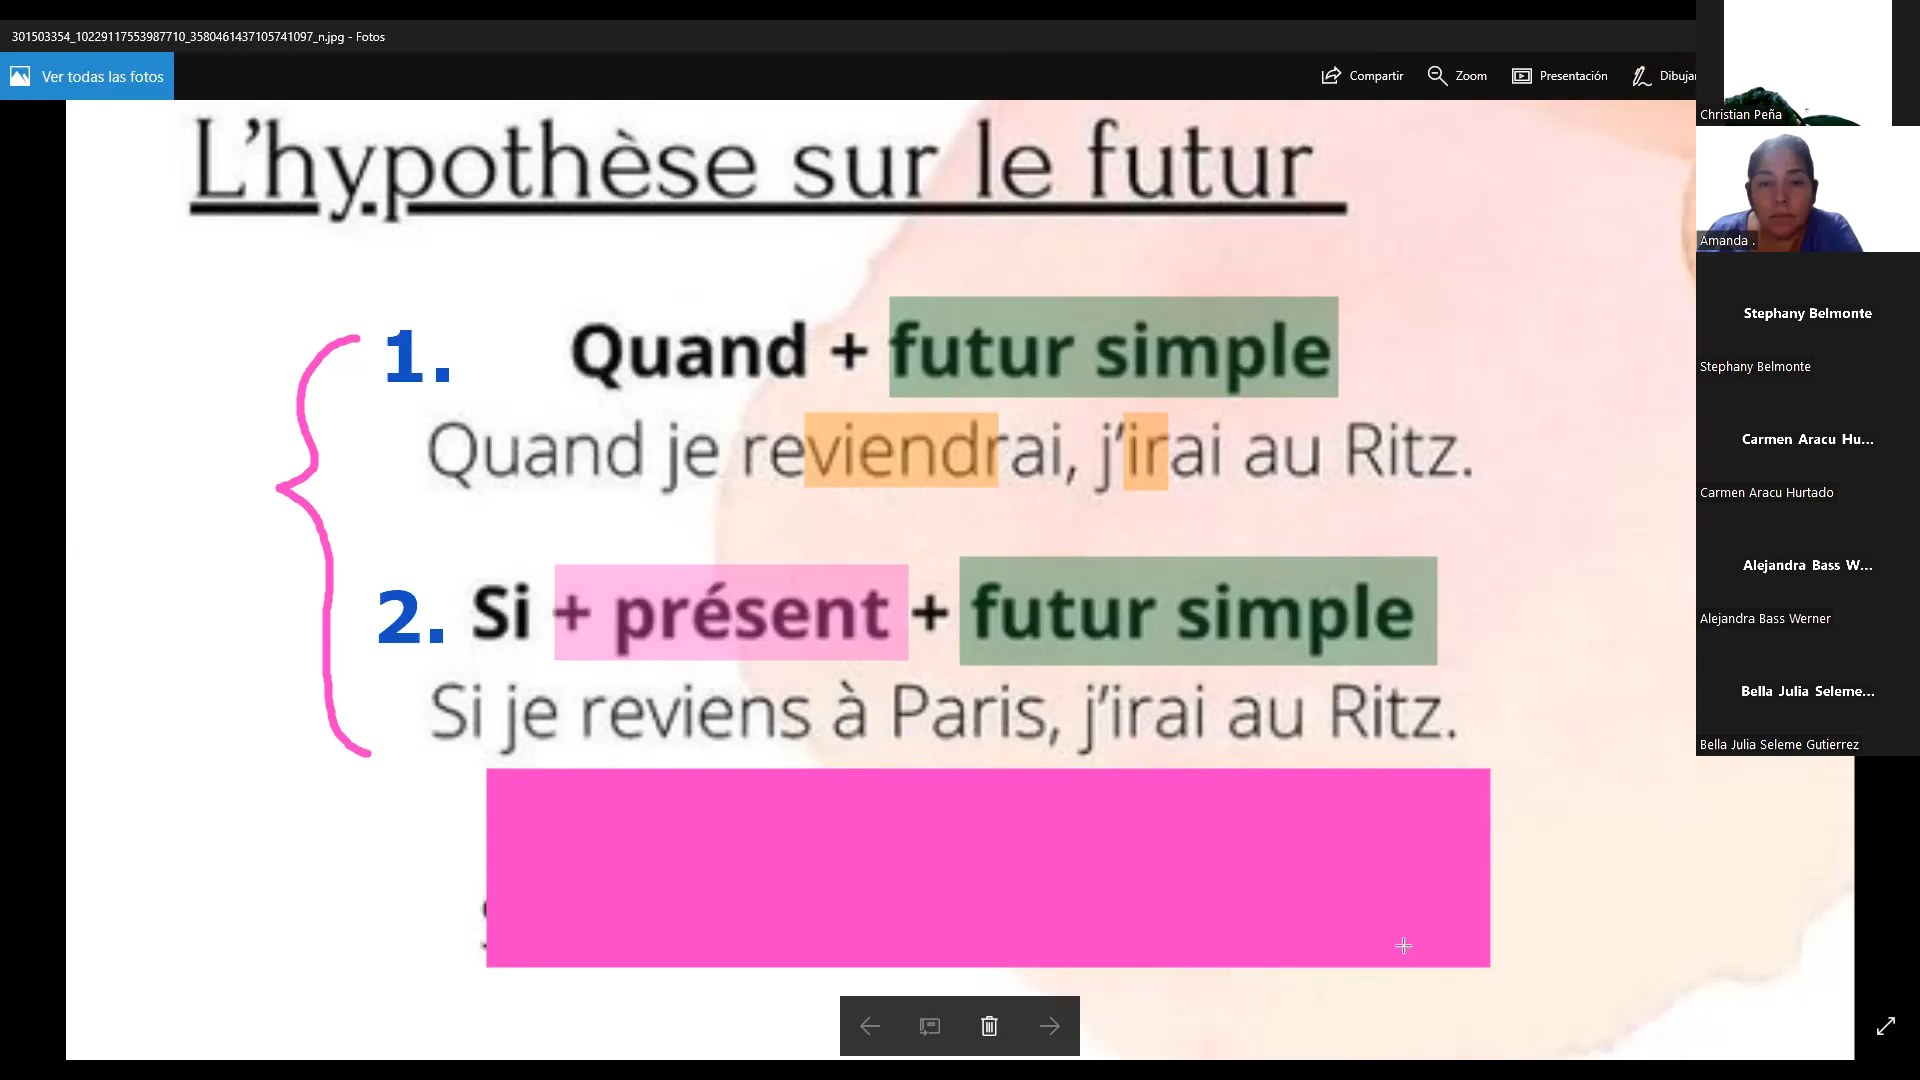 301503354_10229117553987710_3580461437105741097_n.jpg - Fotos
Ver todas las fotos
Compartir
Zoom
Presentación
Dibujar
L'hypothèse sur le futur
1. Quand + futur simple
Quand je reviendrai, j'irai au Ritz.
2. Si + présent + futur simple
Si je reviens à Paris, j'irai au Ritz.
Christian Peña
Amanda .
Stephany Belmonte
Stephany Belmonte
Carmen Aracu Hu...
Carmen Aracu Hurtado
Alejandra Bass W...
Alejandra Bass Werner
Bella Julia Seleme...
Bella Julia Seleme Gutierrez